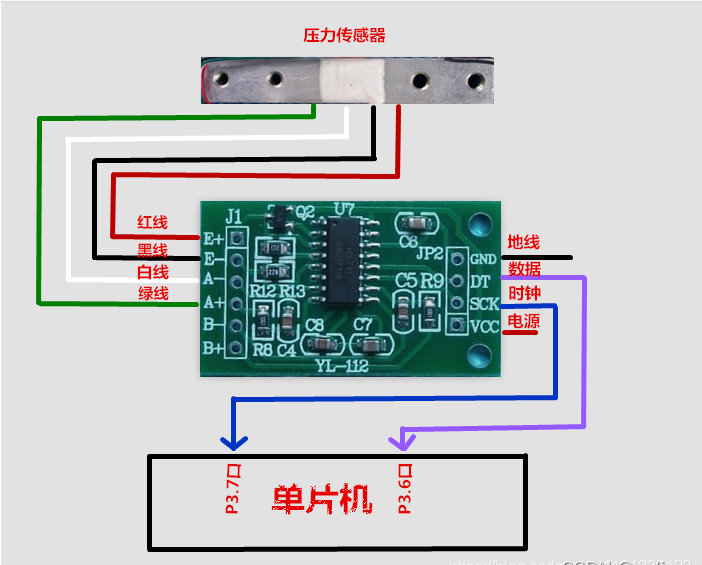 压力传感器
J1
Q2
U7
C6
JP2
红线
E+
黑线
E-
白线
A-
绿线
A+
B-
B+
地线
GND
数据
DT
时钟
SCK
电源
VCC
R12
R13
C5
R9
R8
C4
C8
C7
YL-112
P3.7口
单片机
P3.6口